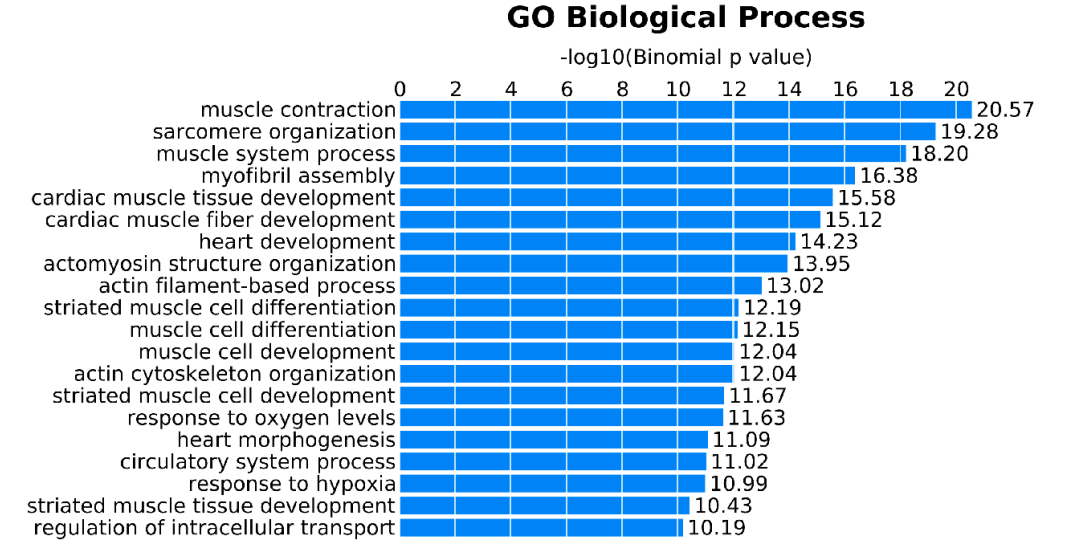 GO Biological Process
-log10(Binomial p value)
0 2 4 6 8 10 12 14 16 18 20
muscle contraction 20.57
sarcomere organization 19.28
muscle system process 18.20
myofibril assembly 16.38
cardiac muscle tissue development 15.58
cardiac muscle fiber development 15.12
heart development 14.23
actomyosin structure organization 13.95
actin filament-based process 13.02
striated muscle cell differentiation 12.19
muscle cell differentiation 12.15
muscle cell development 12.04
actin cytoskeleton organization 12.04
striated muscle cell development 11.67
response to oxygen levels 11.63
heart morphogenesis 11.09
circulatory system process 11.02
response to hypoxia 10.99
striated muscle tissue development 10.43
regulation of intracellular transport 10.19